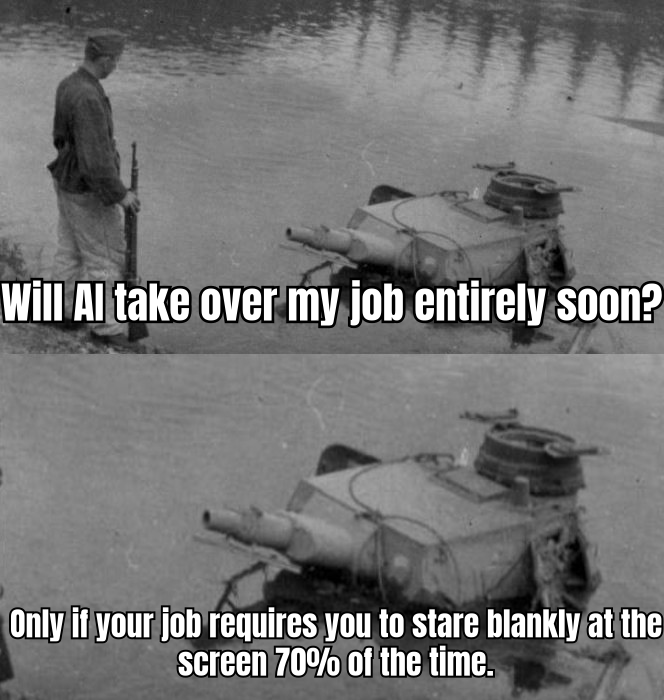 Will AI take over my job entirely soon?
Only if your job requires you to stare blankly at the
screen 70% of the time.